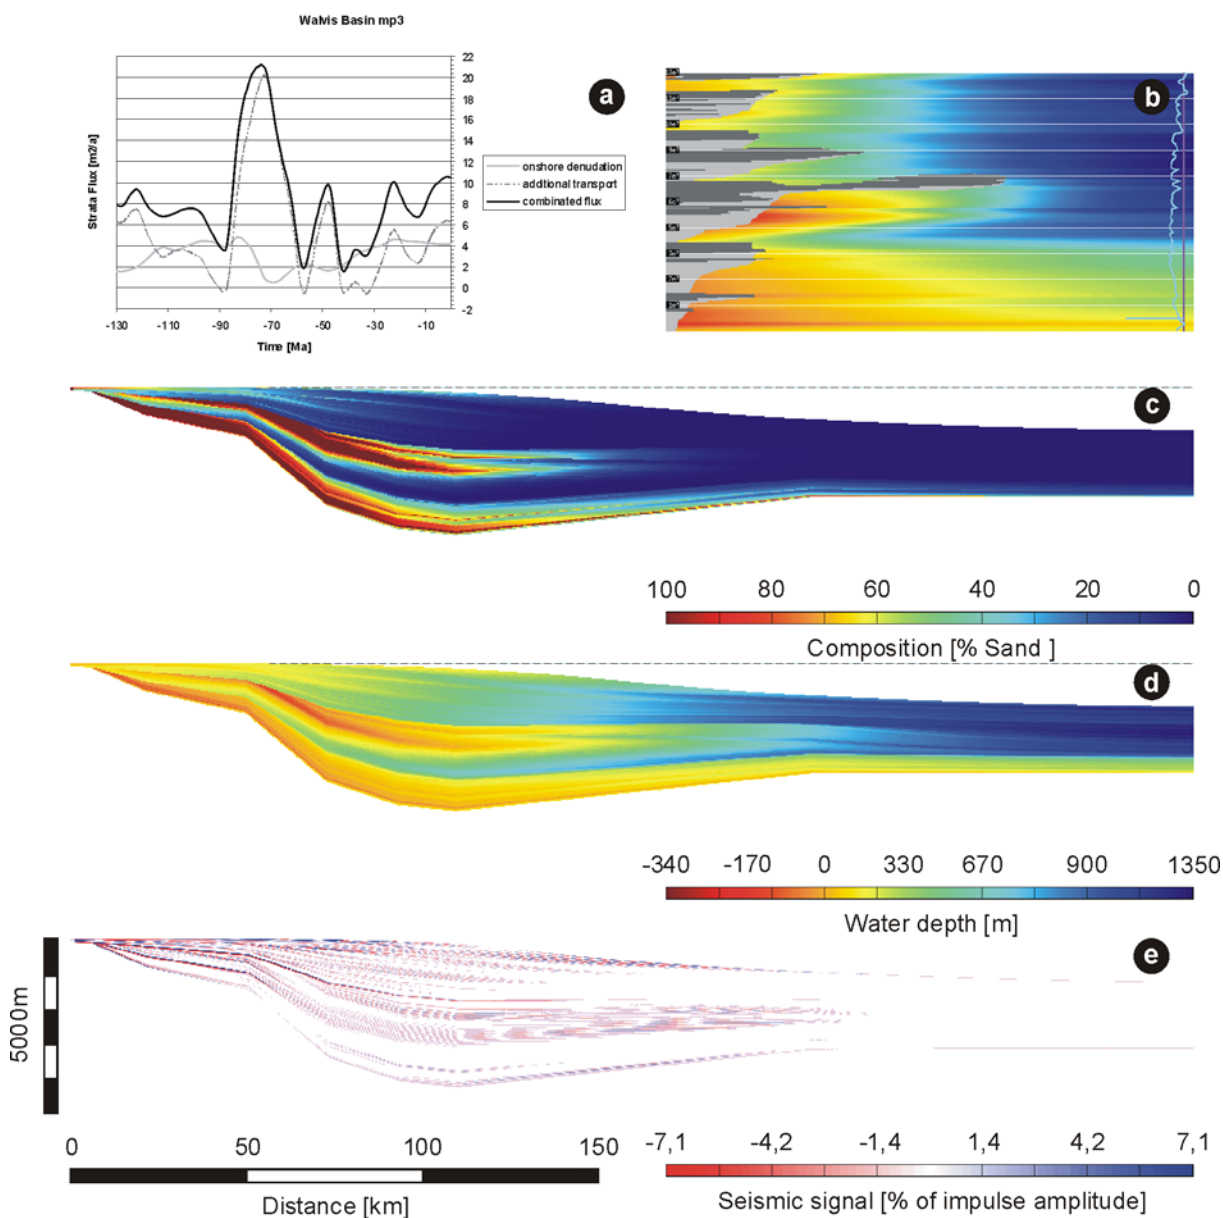 Walvis Basin mp3
22
20
18
16
14
12
10
8
6
4
2
0
-2
Strata Flux [m2/a]
-130 -110 -90 -70 -50 -30 -10
Time [Ma]
onshore denudation
addtional transport
combinated flux
a
b
c
100 80 60 40 20 0
Composition [% Sand ]
d
-340 -170 0 330 670 900 1350
Water depth [m]
e
5000m
0 50 100 150
Distance [km]
-7,1 -4,2 -1,4 1,4 4,2 7,1
Seismic signal [% of impulse amplitude]